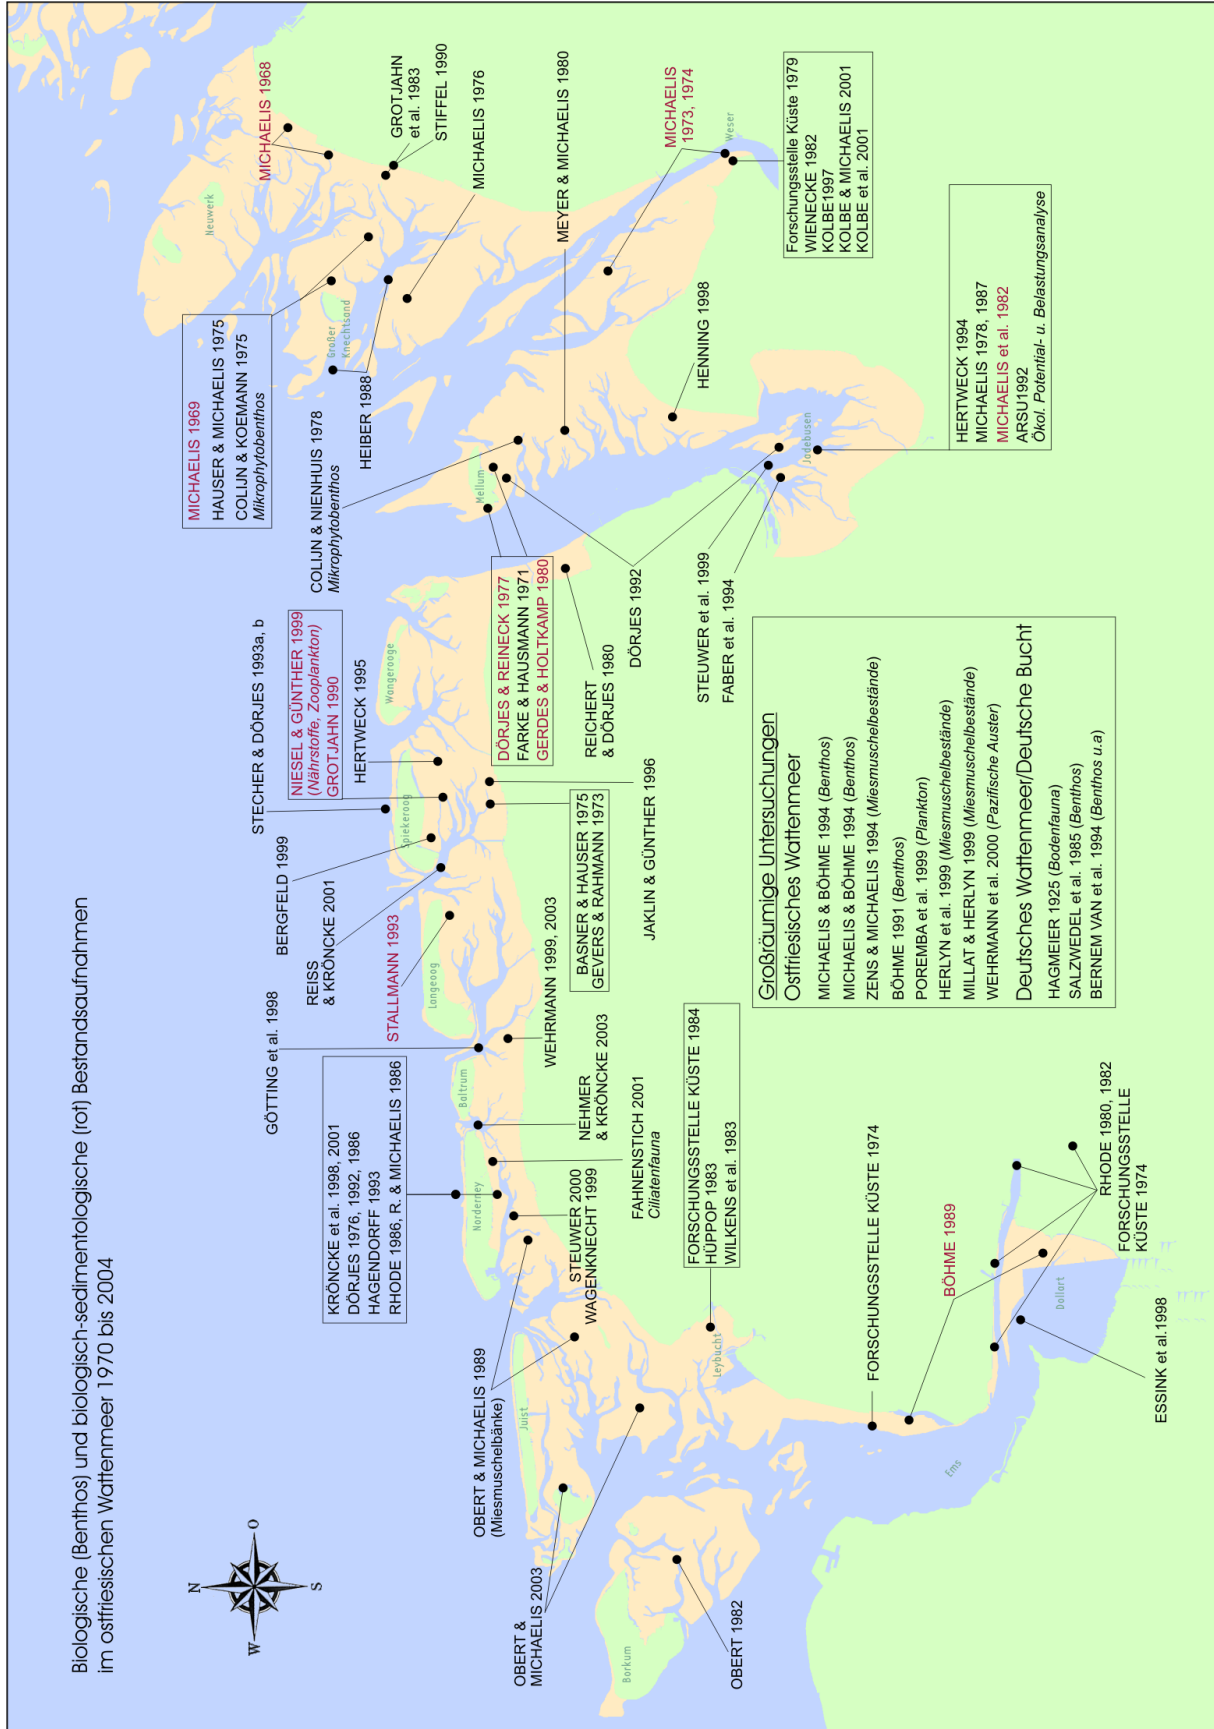 Biologische (Benthos) und biologisch-sedimentologische (rot) Bestandsaufnahmen
im ostfriesischen Wattenmeer 1970 bis 2004
N
W
O
S
OBERT &
MICHAELIS 2003
OBERT 1982
Borkum
OBERT & MICHAELIS 1989
(Miesmuschelbänke)
Juist
STEUWER 2000
WAGENKNECHT 1999
KRÖNCKE et al. 1998, 2001
DÖRJES 1976, 1992, 1986
HAGENDORFF 1993
RHODE 1986, R. & MICHAELIS 1986
Norderney
FAHNENSTICH 2001
Ciliatenfauna
NEHMER
& KRÖNCKE 2003
Baltrum
GÖTTING et al. 1998
WEHRMANN 1999, 2003
STALLMANN 1993
Langeoog
REISS
& KRÖNCKE 2001
BERGFELD 1999
STECHER & DÖRJES 1993a, b
Spiekeroog
NIESEL & GÜNTHER 1999
(Nährstoffe, Zooplankton)
GROTJAHN 1990
HERTWECK 1995
BASNER & HAUSER 1975
GEVERS & RAHMANN 1973
JAKLIN & GÜNTHER 1996
Wangerooge
FORSCHUNGSSTELLE KÜSTE 1984
HÜPPOP 1983
WILKENS et al. 1983
Leybucht
FORSCHUNGSSTELLE KÜSTE 1974
BÖHME 1989
RHODE 1980, 1982
FORSCHUNGSSTELLE
KÜSTE 1974
Dollart
ESSINK et al.1998
Ems
DÖRJES & REINECK 1977
FARKE & HAUSMANN 1971
GERDES & HOLTKAMP 1980
REICHERT
& DÖRJES 1980
DÖRJES 1992
STEUWER et al. 1999
FABER et al. 1994
Mellum
COLIJN & NIENHUIS 1978
Mikrophytobenthos
HEIBER 1988
MICHAELIS 1969
HAUSER & MICHAELIS 1975
COLIJN & KOEMANN 1975
Mikrophytobenthos
Großer
Knechtsand
Neuwerk
MICHAELIS 1968
GROTJAHN
et al. 1983
STIFFEL 1990
MICHAELIS 1976
MEYER & MICHAELIS 1980
MICHAELIS
1973, 1974
Weser
Forschungsstelle Küste 1979
WIENECKE 1982
KOLBE1997
KOLBE & MICHAELIS 2001
KOLBE et al. 2001
HENNING 1998
Jadebusen
HERTWECK 1994
MICHAELIS 1978, 1987
MICHAELIS et al. 1982
ARSU1992
Ökol. Potential- u. Belastungsanalyse
Großräumige Untersuchungen
Ostfriesisches Wattenmeer
MICHAELIS & BÖHME 1994 (Benthos)
MICHAELIS & BÖHME 1994 (Benthos)
ZENS & MICHAELIS 1994 (Miesmuschelbestände)
BÖHME 1991 (Benthos)
POREMBA et al. 1999 (Plankton)
HERLYN et al. 1999 (Miesmuschelbestände)
MILLAT & HERLYN 1999 (Miesmuschelbestände)
WEHRMANN et al. 2000 (Pazifische Auster)
Deutsches Wattenmeer/Deutsche Bucht
HAGMEIER 1925 (Bodenfauna)
SALZWEDEL et al. 1985 (Benthos)
BERNEM VAN et al. 1994 (Benthos u.a)